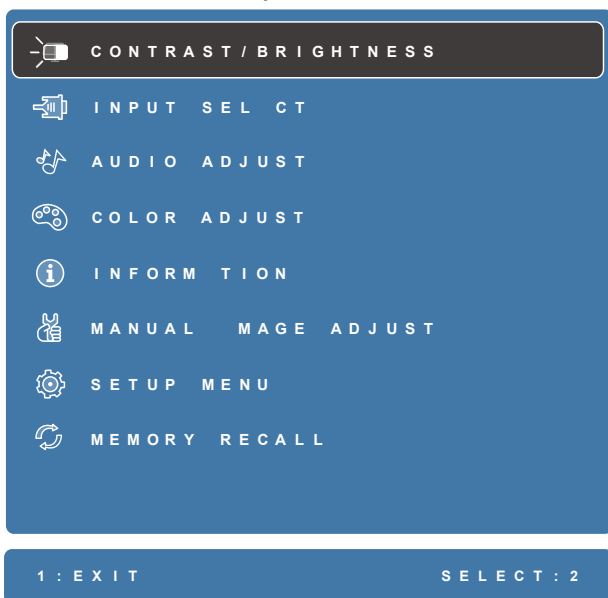 CONTRAST/BRIGHTNESS
INPUT SEL CT
AUDIO ADJUST
COLOR ADJUST
INFORM TION
MANUAL MAGE ADJUST
SETUP MENU
MEMORY RECALL
1:EXIT SELECT:2